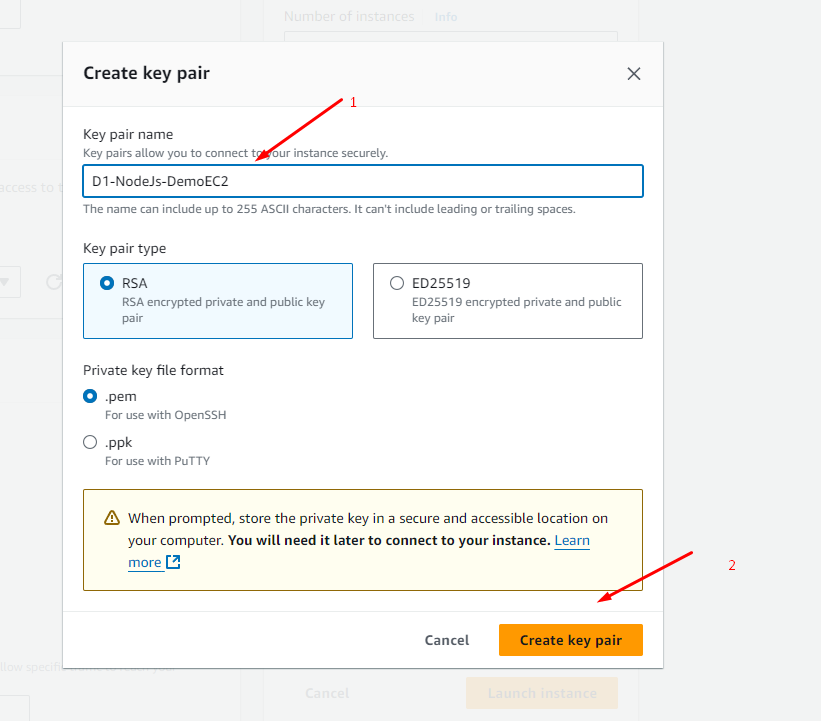 Number of instances Info
Create key pair
1
Key pair name
Key pairs allow you to connect to your instance securely.
D1-NodeJs-DemoEC2
The name can include up to 255 ASCII characters. It can't include leading or trailing spaces.
access to t
Key pair type
RSA
RSA encrypted private and public key
pair
ED25519
ED25519 encrypted private and public
key pair
Private key file format
.pem
For use with OpenSSH
.ppk
For use with PuTTY
When prompted, store the private key in a secure and accessible location on
your computer. You will need it later to connect to your instance. Learn
more
2
Cancel Create key pair
llow specific
Cancel Launch instance